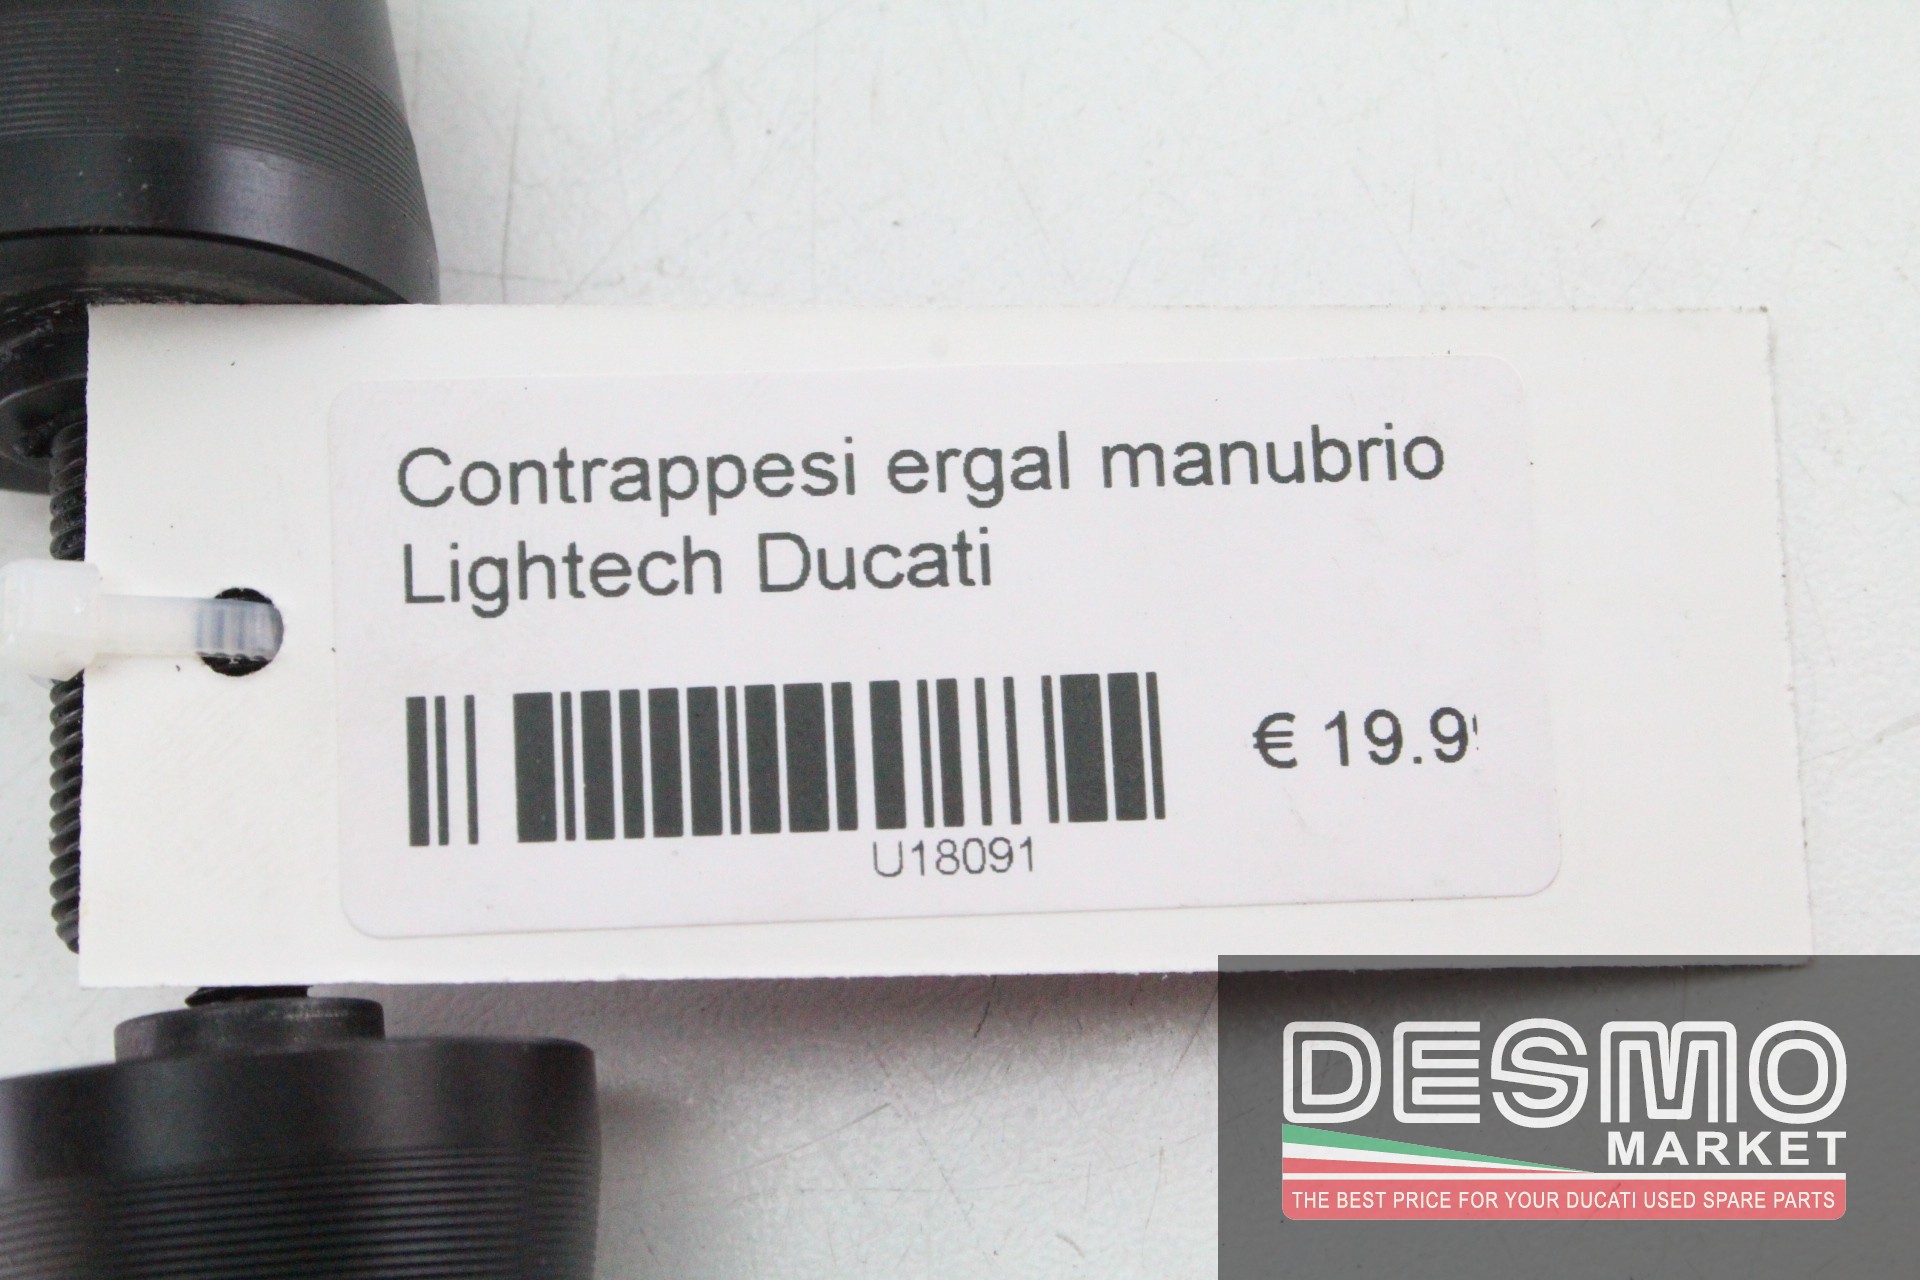 Contrappesi ergal manubrio
Lightech Ducati
€ 19.9
U18091
DESMO
MARKET
THE BEST PRICE FOR YOUR DUCATI USED SPARE PARTS